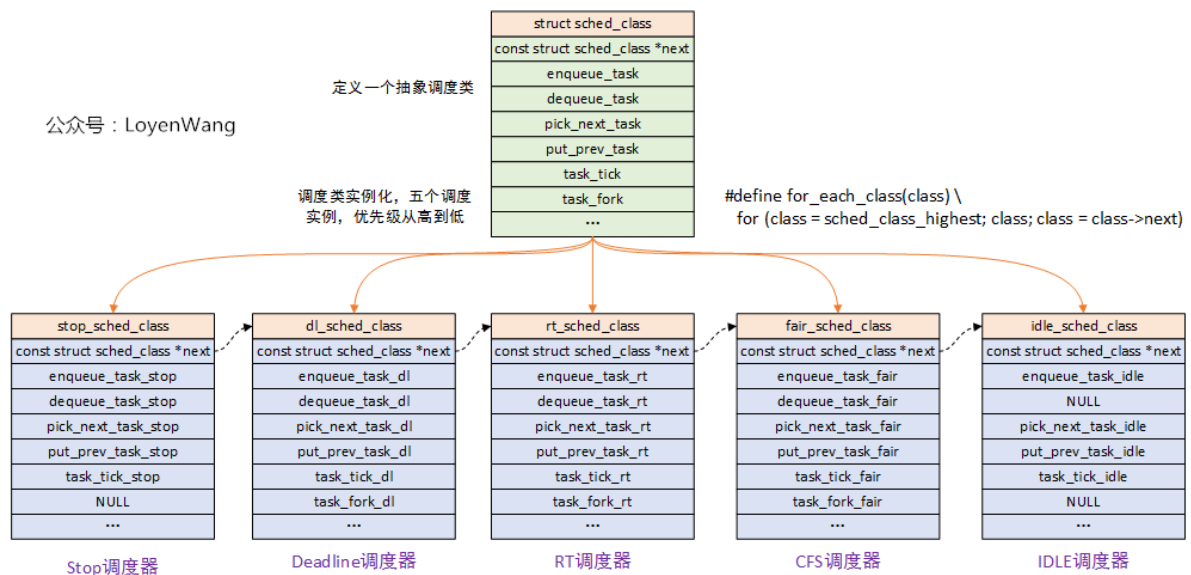 struct sched_class
const struct sched_class *next
enqueue_task
dequeue_task
pick_next_task
put_prev_task
task_tick
task_fork
...
定义一个抽象调度类
公众号：LoyenWang
调度类实例化，五个调度
实例，优先级从高到低
#define for_each_class(class) \
for (class = sched_class_highest; class; class = class->next)
stop_sched_class
const struct sched_class *next
enqueue_task_stop
dequeue_task_stop
pick_next_task_stop
put_prev_task_stop
task_tick_stop
NULL
...
Stop调度器
dl_sched_class
const struct sched_class *next
enqueue_task_dl
dequeue_task_dl
pick_next_task_dl
put_prev_task_dl
task_tick_dl
task_fork_dl
...
Deadline调度器
rt_sched_class
const struct sched_class *next
enqueue_task_rt
dequeue_task_rt
pick_next_task_rt
put_prev_task_rt
task_tick_rt
task_fork_rt
...
RT调度器
fair_sched_class
const struct sched_class *next
enqueue_task_fair
dequeue_task_fair
pick_next_task_fair
put_prev_task_fair
task_tick_fair
task_fork_fair
...
CFS调度器
idle_sched_class
const struct sched_class *next
enqueue_task_idle
NULL
pick_next_task_idle
put_prev_task_idle
task_tick_idle
NULL
...
IDLE调度器